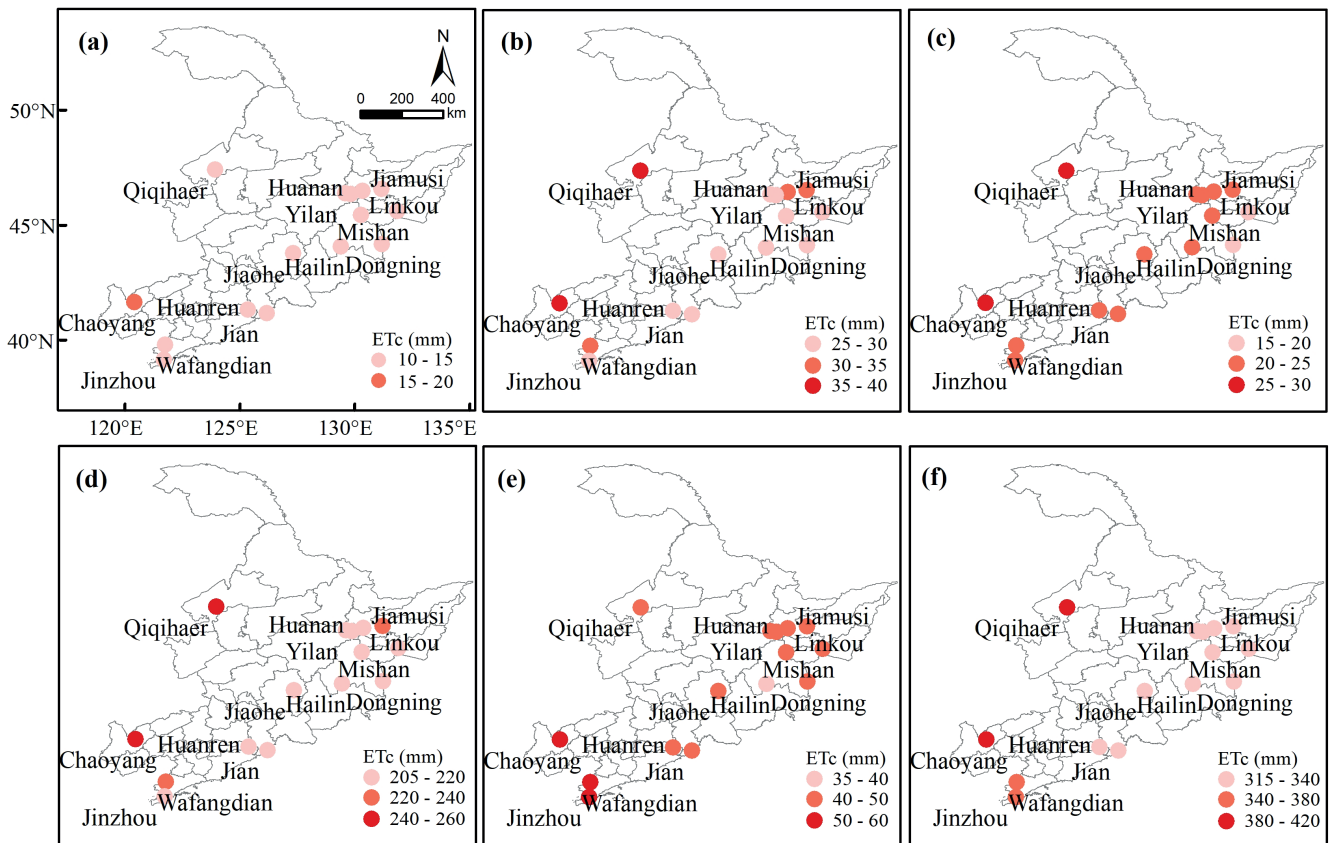 (a)
N
0 200 400
km
50°N
45°N
40°N
Qiqihaer
Huanan
Jiamusi
Yilan
Linkou
Mishan
Jiaohe
Hailin
Dongning
Huanren
Chaoyang
Jian
Wafangdian
Jinzhou
ETc (mm)
10 - 15
15 - 20
120°E 125°E 130°E 135°E
(b)
Qiqihaer
Huanan
Jiamusi
Yilan
Linkou
Mishan
Jiaohe
Hailin
Dongning
Huanren
Chaoyang
Jian
Wafangdian
Jinzhou
ETc (mm)
25 - 30
30 - 35
35 - 40
(c)
Qiqihaer
Huanan
Jiamusi
Yilan
Linkou
Mishan
Jiaohe
Hailin
Dongning
Huanren
Chaoyang
Jian
Wafangdian
Jinzhou
ETc (mm)
15 - 20
20 - 25
25 - 30
(d)
Qiqihaer
Huanan
Jiamusi
Yilan
Linkou
Mishan
Jiaohe
Hailin
Dongning
Huanren
Chaoyang
Jian
Wafangdian
Jinzhou
ETc (mm)
205 - 220
220 - 240
240 - 260
(e)
Qiqihaer
Huanan
Jiamusi
Yilan
Linkou
Mishan
Jiaohe
Hailin
Dongning
Huanren
Chaoyang
Jian
Wafangdian
Jinzhou
ETc (mm)
35 - 40
40 - 50
50 - 60
(f)
Qiqihaer
Huanan
Jiamusi
Yilan
Linkou
Mishan
Jiaohe
Hailin
Dongning
Huanren
Chaoyang
Jian
Wafangdian
Jinzhou
ETc (mm)
315 - 340
340 - 380
380 - 420